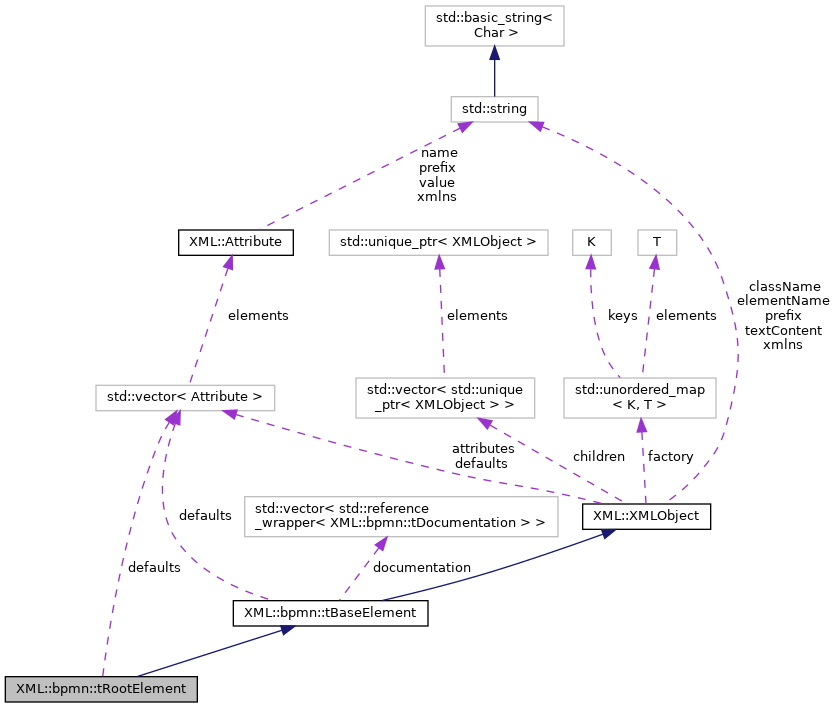 std::basic_string<
Char >
std::string
name
prefix
value
xmlns
XML::Attribute
std::unique_ptr< XMLObject >
K
T
className
elementName
prefix
textContent
xmlns
elements
elements
keys
elements
std::vector< Attribute >
std::vector< std::unique
_ptr< XMLObject > >
std::unordered_map
< K, T >
attributes
defaults
children
factory
defaults
std::vector< std::reference
_wrapper< XML::bpmn::tDocumentation > >
XML::XMLObject
defaults
documentation
XML::bpmn::tBaseElement
XML::bpmn::tRootElement